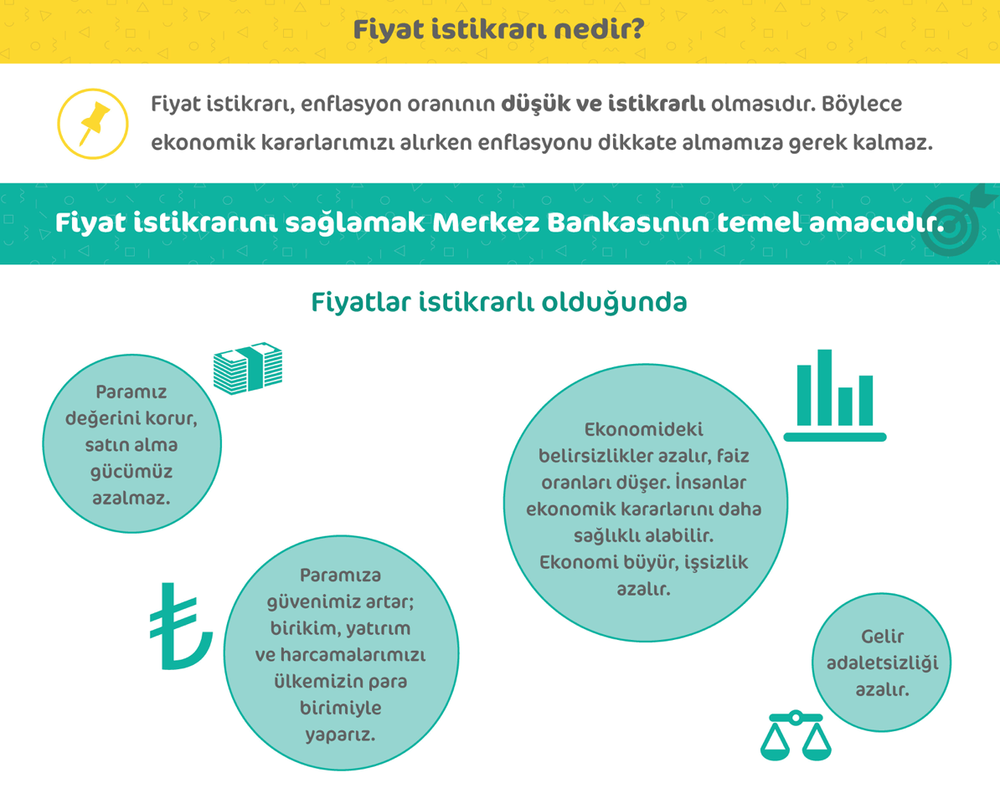 Fiyat istikrarı nedir?
Fiyat istikrarı, enflasyon oranının düşük ve istikrarlı olmasıdır. Böylece
ekonomik kararlarımızı alırken enflasyonu dikkate almamıza gerek kalmaz.
Fiyat istikrarını sağlamak Merkez Bankasının temel amacıdır.
Fiyatlar istikrarlı olduğunda
Paramız
değerini korur,
satın alma
gücümüz
azalmaz.
Paramıza
güvenimiz artar;
birikim, yatırım
ve harcamalarımızı
ülkemizin para
birimiyle
yaparız.
Ekonomideki
belirsizlikler azalır, faiz
oranları düşer. İnsanlar
ekonomik kararlarını daha
sağlıklı alabilir.
Ekonomi büyür, işsizlik
azalır.
Gelir
adaletsizliği
azalır.